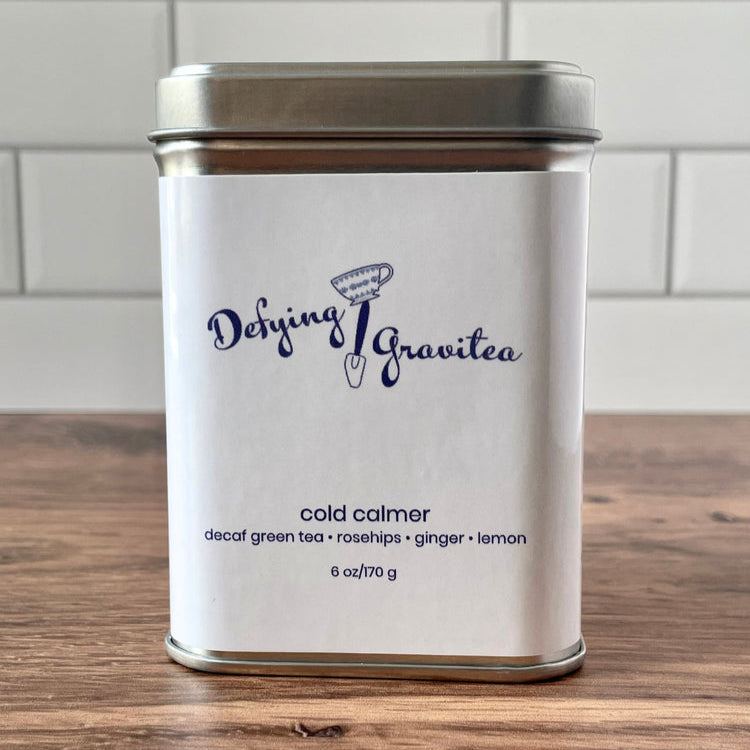 Defying Gravitea
cold calmer
decaf green tea • rosehips • ginger • lemon
6 oz/170 g